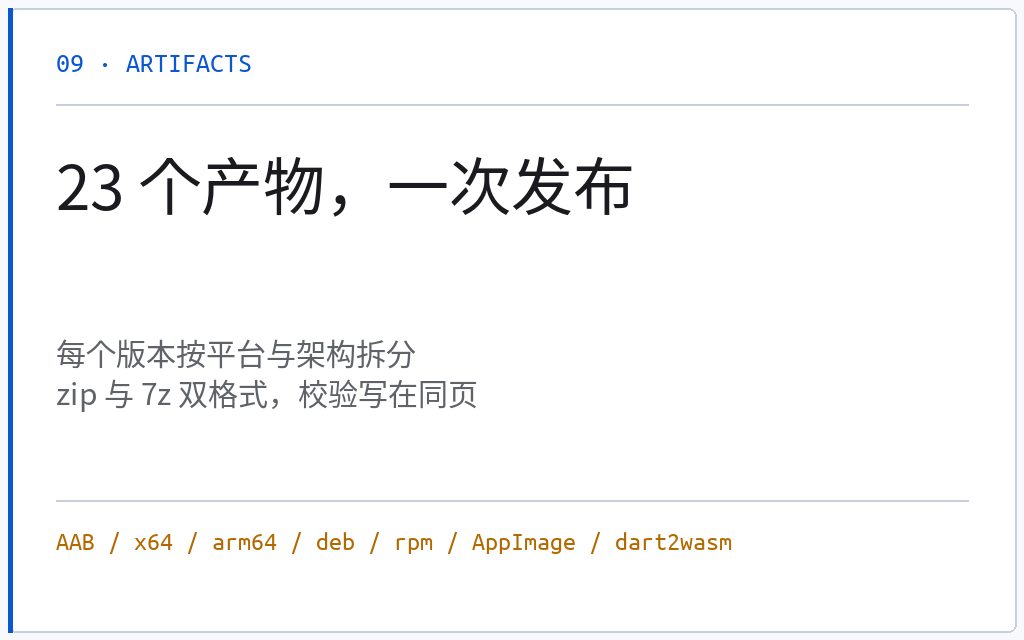 09 · ARTIFACTS
23 个产物，一次发布
每个版本按平台与架构拆分
zip 与 7z 双格式，校验写在同页
AAB / x64 / arm64 / deb / rpm / AppImage / dart2wasm